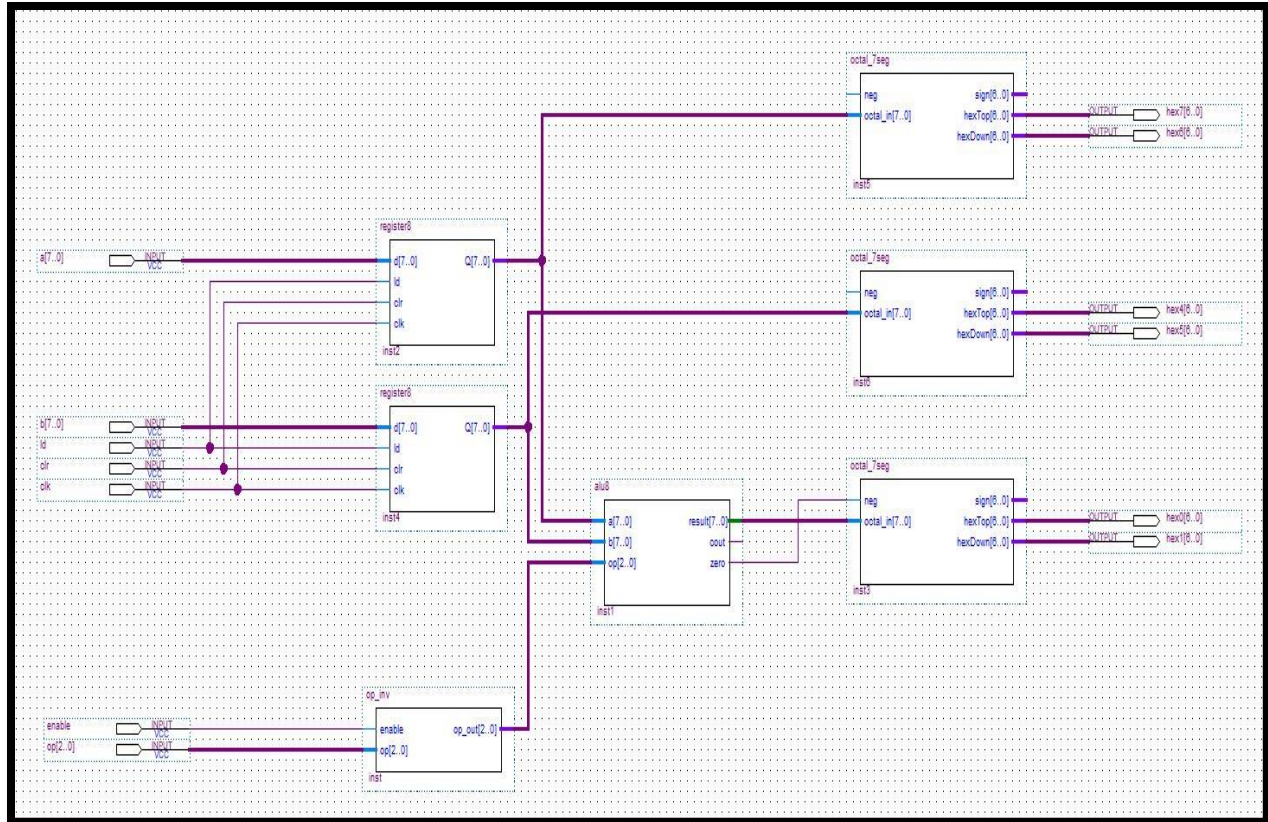 octal_7seg
neg
sign[6..0]
octal_in[7..0]
hexTop[6..0]
hexDown[6..0]
inst5
OUTPUT
hex7[6..0]
OUTPUT
hex6[6..0]
register8
a[7..0]
INPUT
VCC
d[7..0]
Q[7..0]
ld
clr
clk
inst2
octal_7seg
neg
sign[6..0]
octal_in[7..0]
hexTop[6..0]
hexDown[6..0]
inst6
OUTPUT
hex4[6..0]
OUTPUT
hex5[6..0]
register8
b[7..0]
INPUT
VCC
ld
INPUT
VCC
clr
INPUT
VCC
clk
INPUT
VCC
d[7..0]
Q[7..0]
ld
clr
clk
inst4
alu8
a[7..0]
result[7..0]
b[7..0]
cout
op[2..0]
zero
inst1
octal_7seg
neg
sign[6..0]
octal_in[7..0]
hexTop[6..0]
hexDown[6..0]
inst3
OUTPUT
hex0[6..0]
OUTPUT
hex1[6..0]
op_inv
enable
INPUT
VCC
op[2..0]
INPUT
VCC
enable
op_out[2..0]
op[2..0]
inst